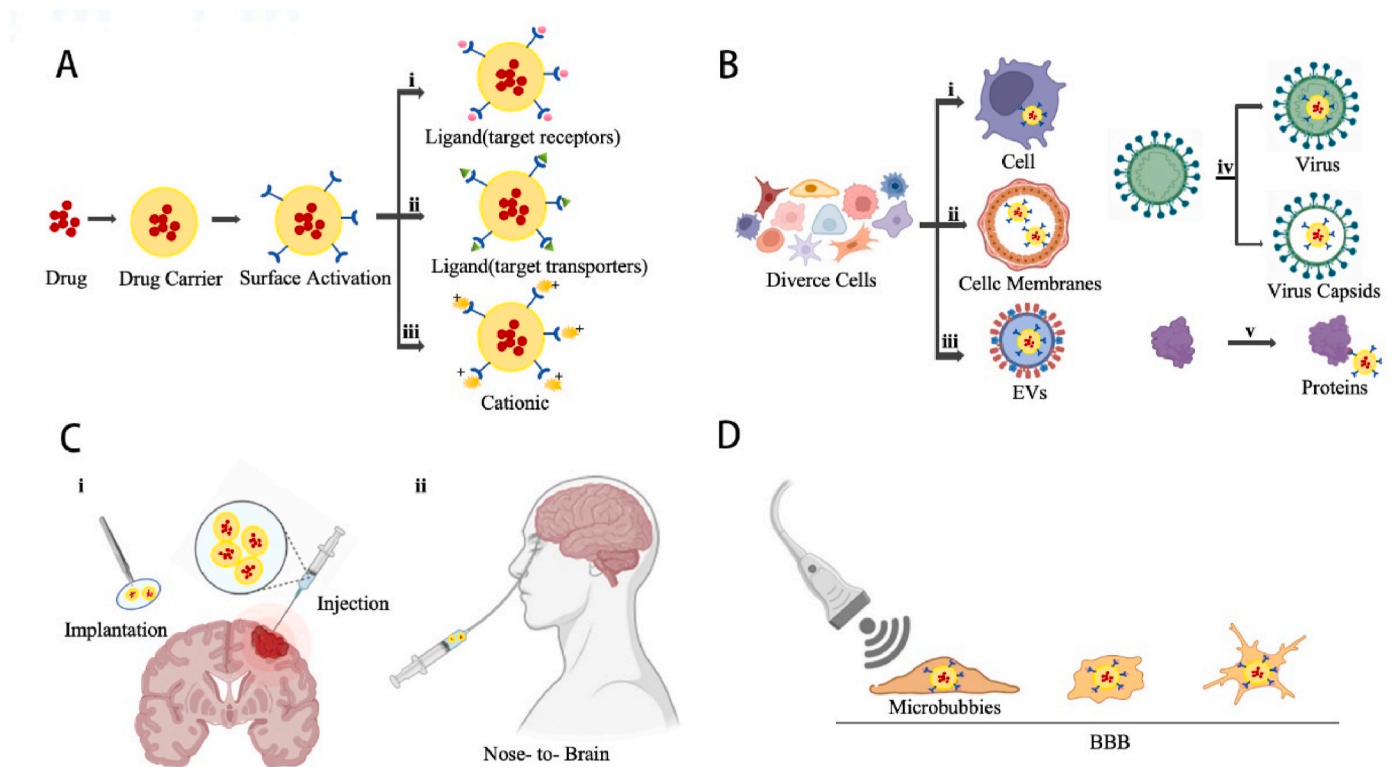 A
i
Ligand(target receptors)
ii
Drug
Drug Carrier
Surface Activation
Ligand(target transporters)
iii
+
+
+
+
+
Cationic
B
i
Cell
Diverce Cells
ii
Cellc Membranes
iii
EVs
iv
Virus
Virus Capsids
v
Proteins
C
i
Implantation
Injection
ii
Nose- to- Brain
D
Microbubbies
BBB